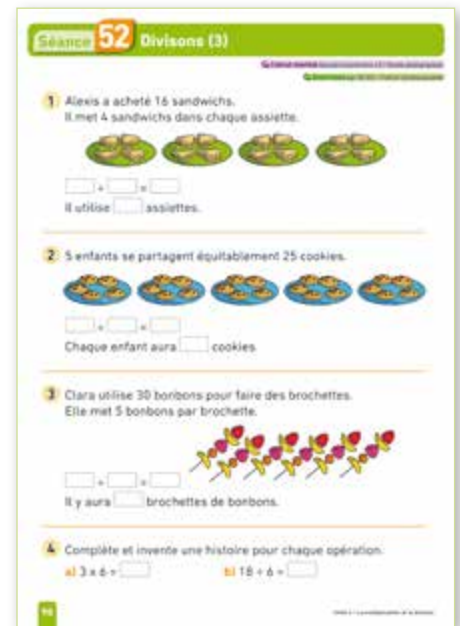 Séance 52 Divisons (3)
1 Alexis a acheté 16 sandwichs.
Il met 4 sandwichs dans chaque assiette.
÷ =
Il utilise assiettes.
2 5 enfants se partagent équitablement 25 cookies.
÷ =
Chaque enfant aura cookies.
3 Clara utilise 30 bonbons pour faire des brochettes.
Elle met 5 bonbons par brochette.
÷ =
Il y aura brochettes de bonbons.
4 Complète et invente une histoire pour chaque opération.
a) 3 x 6 = b) 18 ÷ 6 =